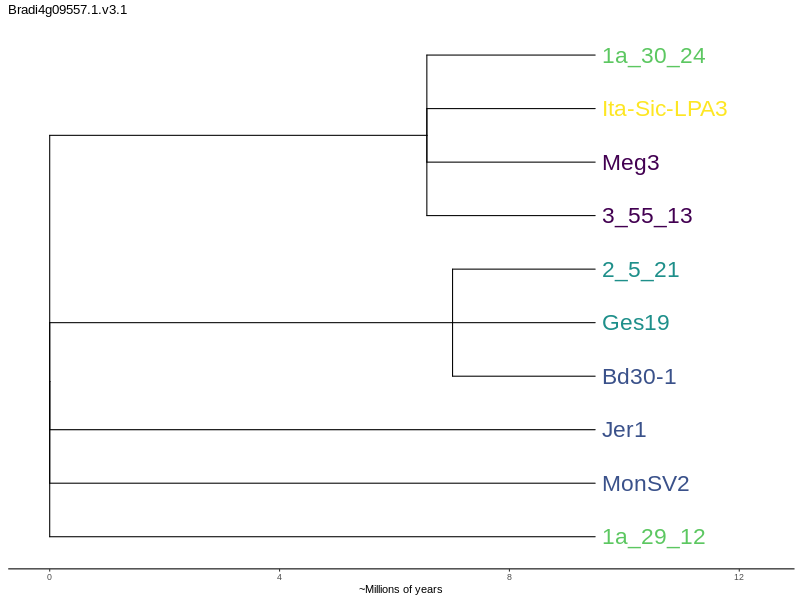 Bradi4g09557.1.v3.1
1a_30_24
Ita-Sic-LPA3
Meg3
3_55_13
2_5_21
Ges19
Bd30-1
Jer1
MonSV2
1a_29_12
0 4 8 12
~Millions of years